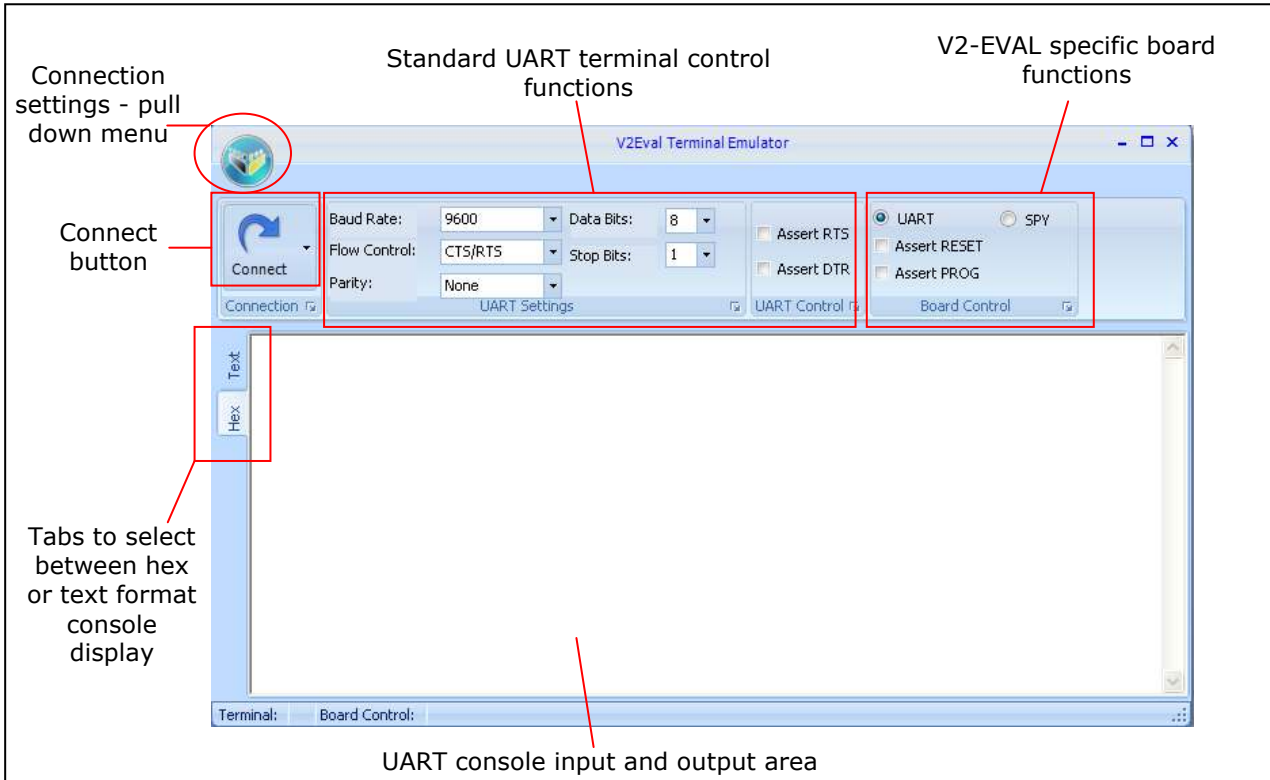 Connection
settings - pull
down menu
Standard UART terminal control
functions
V2-EVAL specific board
functions
V2Eval Terminal Emulator
Connect
button
Connect
Connection
Baud Rate:
9600
Data Bits:
8
Flow Control:
CTS/RTS
Stop Bits:
1
Parity:
None
UART Settings
Assert RTS
Assert DTR
UART Control
UART
SPY
Assert RESET
Assert PROG
Board Control
Text
Hex
Tabs to select
between hex
or text format
console
display
Terminal:
Board Control:
UART console input and output area